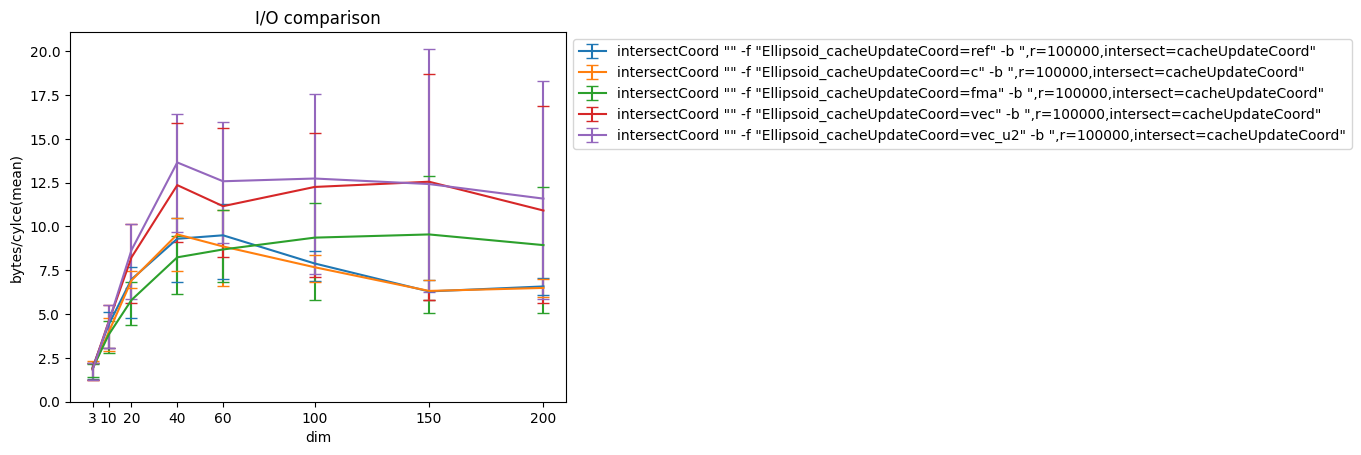 I/O comparison
20.0
17.5
15.0
12.5
10.0
7.5
5.0
2.5
0.0
bytes/cylce(mean)
3 10 20 40 60 100 150 200
dim
intersectCoord "" -f "Ellipsoid_cacheUpdateCoord=ref" -b ",r=100000,intersect=cacheUpdateCoord"
intersectCoord "" -f "Ellipsoid_cacheUpdateCoord=c" -b ",r=100000,intersect=cacheUpdateCoord"
intersectCoord "" -f "Ellipsoid_cacheUpdateCoord=fma" -b ",r=100000,intersect=cacheUpdateCoord"
intersectCoord "" -f "Ellipsoid_cacheUpdateCoord=vec" -b ",r=100000,intersect=cacheUpdateCoord"
intersectCoord "" -f "Ellipsoid_cacheUpdateCoord=vec_u2" -b ",r=100000,intersect=cacheUpdateCoord"